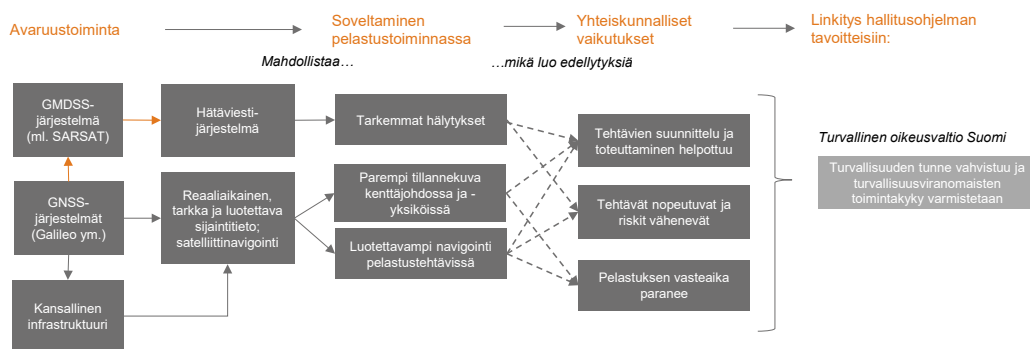 Avaruustoiminta
Soveltaminen
pelastustoiminnassa
Yhteiskunnalliset
vaikutukset
Linkitys hallitusohjelman
tavoitteisiin:
Mahdollistaa…
…mikä luo edellytyksiä
GMDSS-
järjestelmä
(ml. SARSAT)
Hätäviesti-
järjestelmä
Tarkemmat hälytykset
GNSS-
järjestelmät
(Galileo ym.)
Reaaliaikainen,
tarkka ja luotettava
sijaintitieto;
satelliittinavigointi
Parempi tilannekuva
kenttäjohdossa ja -
yksiköissä
Luotettavampi navigointi
pelastustehtävissä
Kansallinen
infrastruktuuri
Tehtävien suunnittelu ja
toteuttaminen helpottuu
Tehtävät nopeutuvat ja
riskit vähenevät
Pelastuksen vasteaika
paranee
Turvallinen oikeusvaltio Suomi
Turvallisuuden tunne vahvistuu ja
turvallisuusviranomaisten
toimintakyky varmistetaan